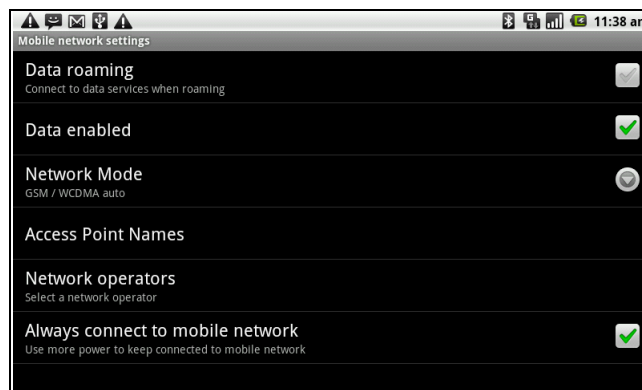 11:38 am
Mobile network settings
Data roaming
Connect to data services when roaming
Data enabled
Network Mode
GSM / WCDMA auto
Access Point Names
Network operators
Select a network operator
Always connect to mobile network
Use more power to keep connected to mobile network